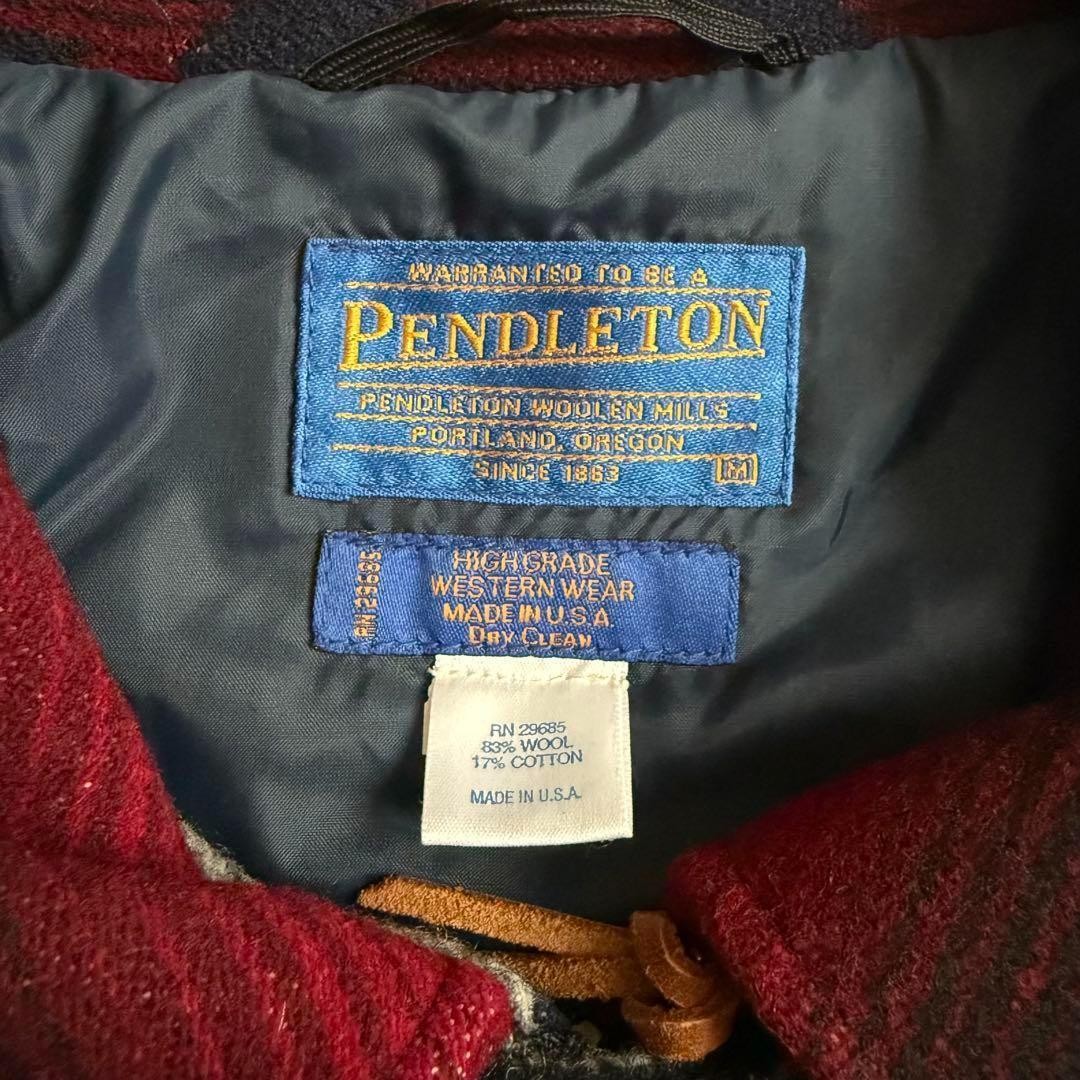 WARRANTED TO BE A
PENDLETON
PENDLETON WOOLEN MILLS
PORTLAND, OREGON
SINCE 1863
M
RN 29685
HIGH GRADE
WESTERN WEAR
MADE IN U.S.A.
DRY CLEAN
RN 29685
83% WOOL
17% COTTON
MADE IN U.S.A.